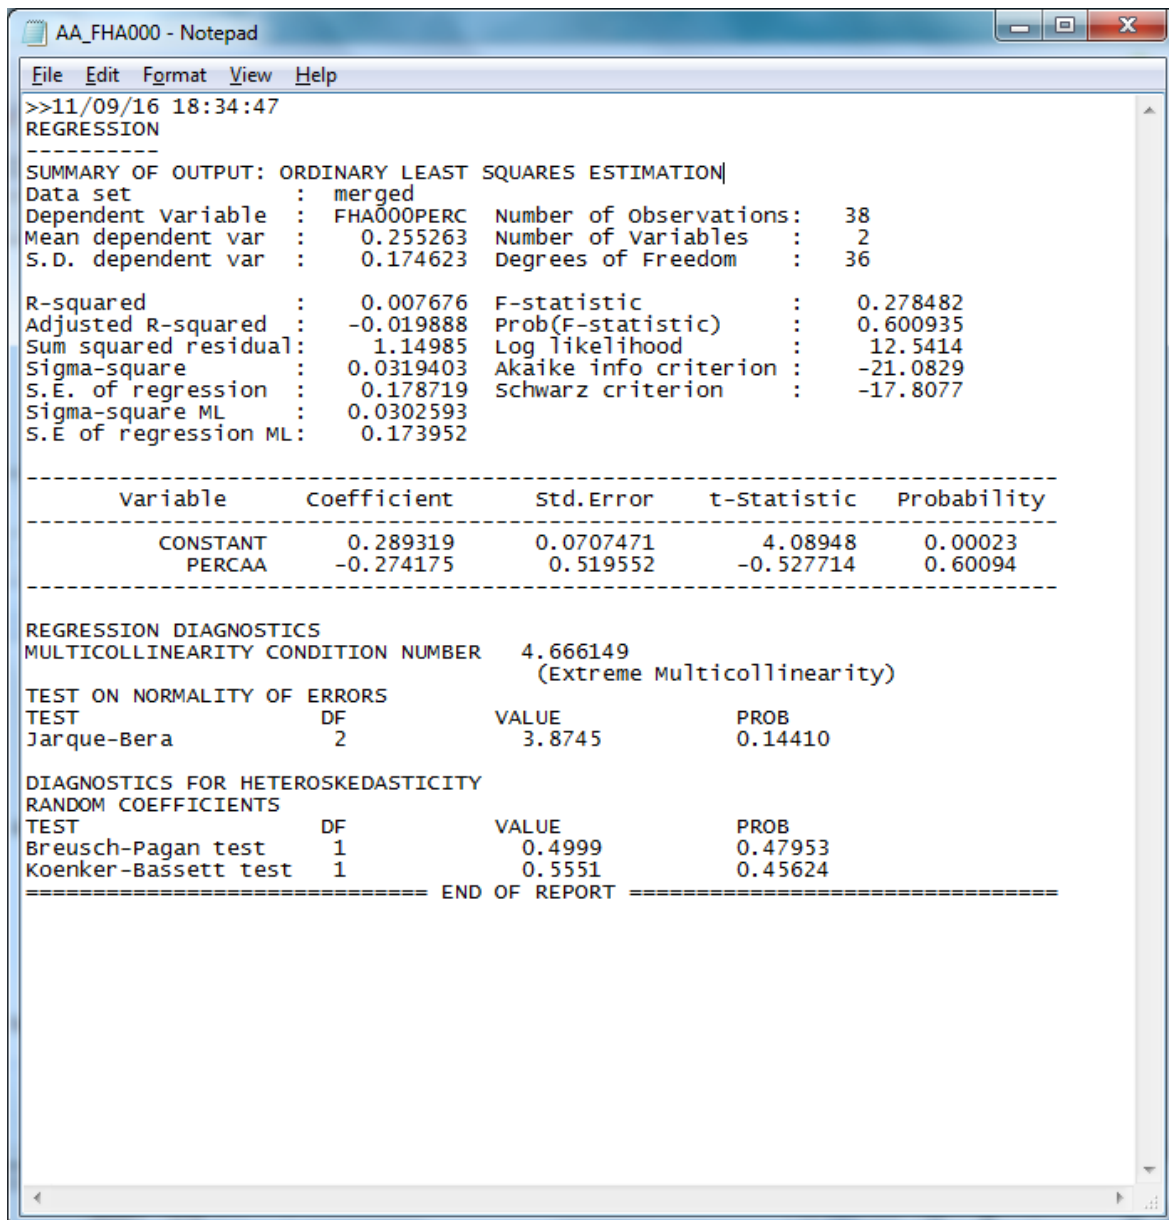 AA_FHA000 - Notepad
File Edit Format View Help
>>11/09/16 18:34:47
REGRESSION
----------
SUMMARY OF OUTPUT: ORDINARY LEAST SQUARES ESTIMATION
Data set : merged
Dependent Variable : FHA000PERC Number of Observations: 38
Mean dependent var : 0.255263 Number of Variables : 2
S.D. dependent var : 0.174623 Degrees of Freedom : 36
R-squared : 0.007676 F-statistic : 0.278482
Adjusted R-squared : -0.019888 Prob(F-statistic) : 0.600935
Sum squared residual: 1.14985 Log likelihood : 12.5414
Sigma-square : 0.0319403 Akaike info criterion : -21.0829
S.E. of regression : 0.178719 Schwarz criterion : -17.8077
Sigma-square ML : 0.0302593
S.E of regression ML: 0.173952
------------------------------------------------------------------------------
Variable Coefficient Std.Error t-Statistic Probability
------------------------------------------------------------------------------
CONSTANT 0.289319 0.0707471 4.08948 0.00023
PERCAA -0.274175 0.519552 -0.527714 0.60094
------------------------------------------------------------------------------
REGRESSION DIAGNOSTICS
MULTICOLLINEARITY CONDITION NUMBER 4.666149
(Extreme Multicollinearity)
TEST ON NORMALITY OF ERRORS
TEST DF VALUE PROB
Jarque-Bera 2 3.8745 0.14410
DIAGNOSTICS FOR HETEROSKEDASTICITY
RANDOM COEFFICIENTS
TEST DF VALUE PROB
Breusch-Pagan test 1 0.4999 0.47953
Koenker-Bassett test 1 0.5551 0.45624
============================== END OF REPORT ================================